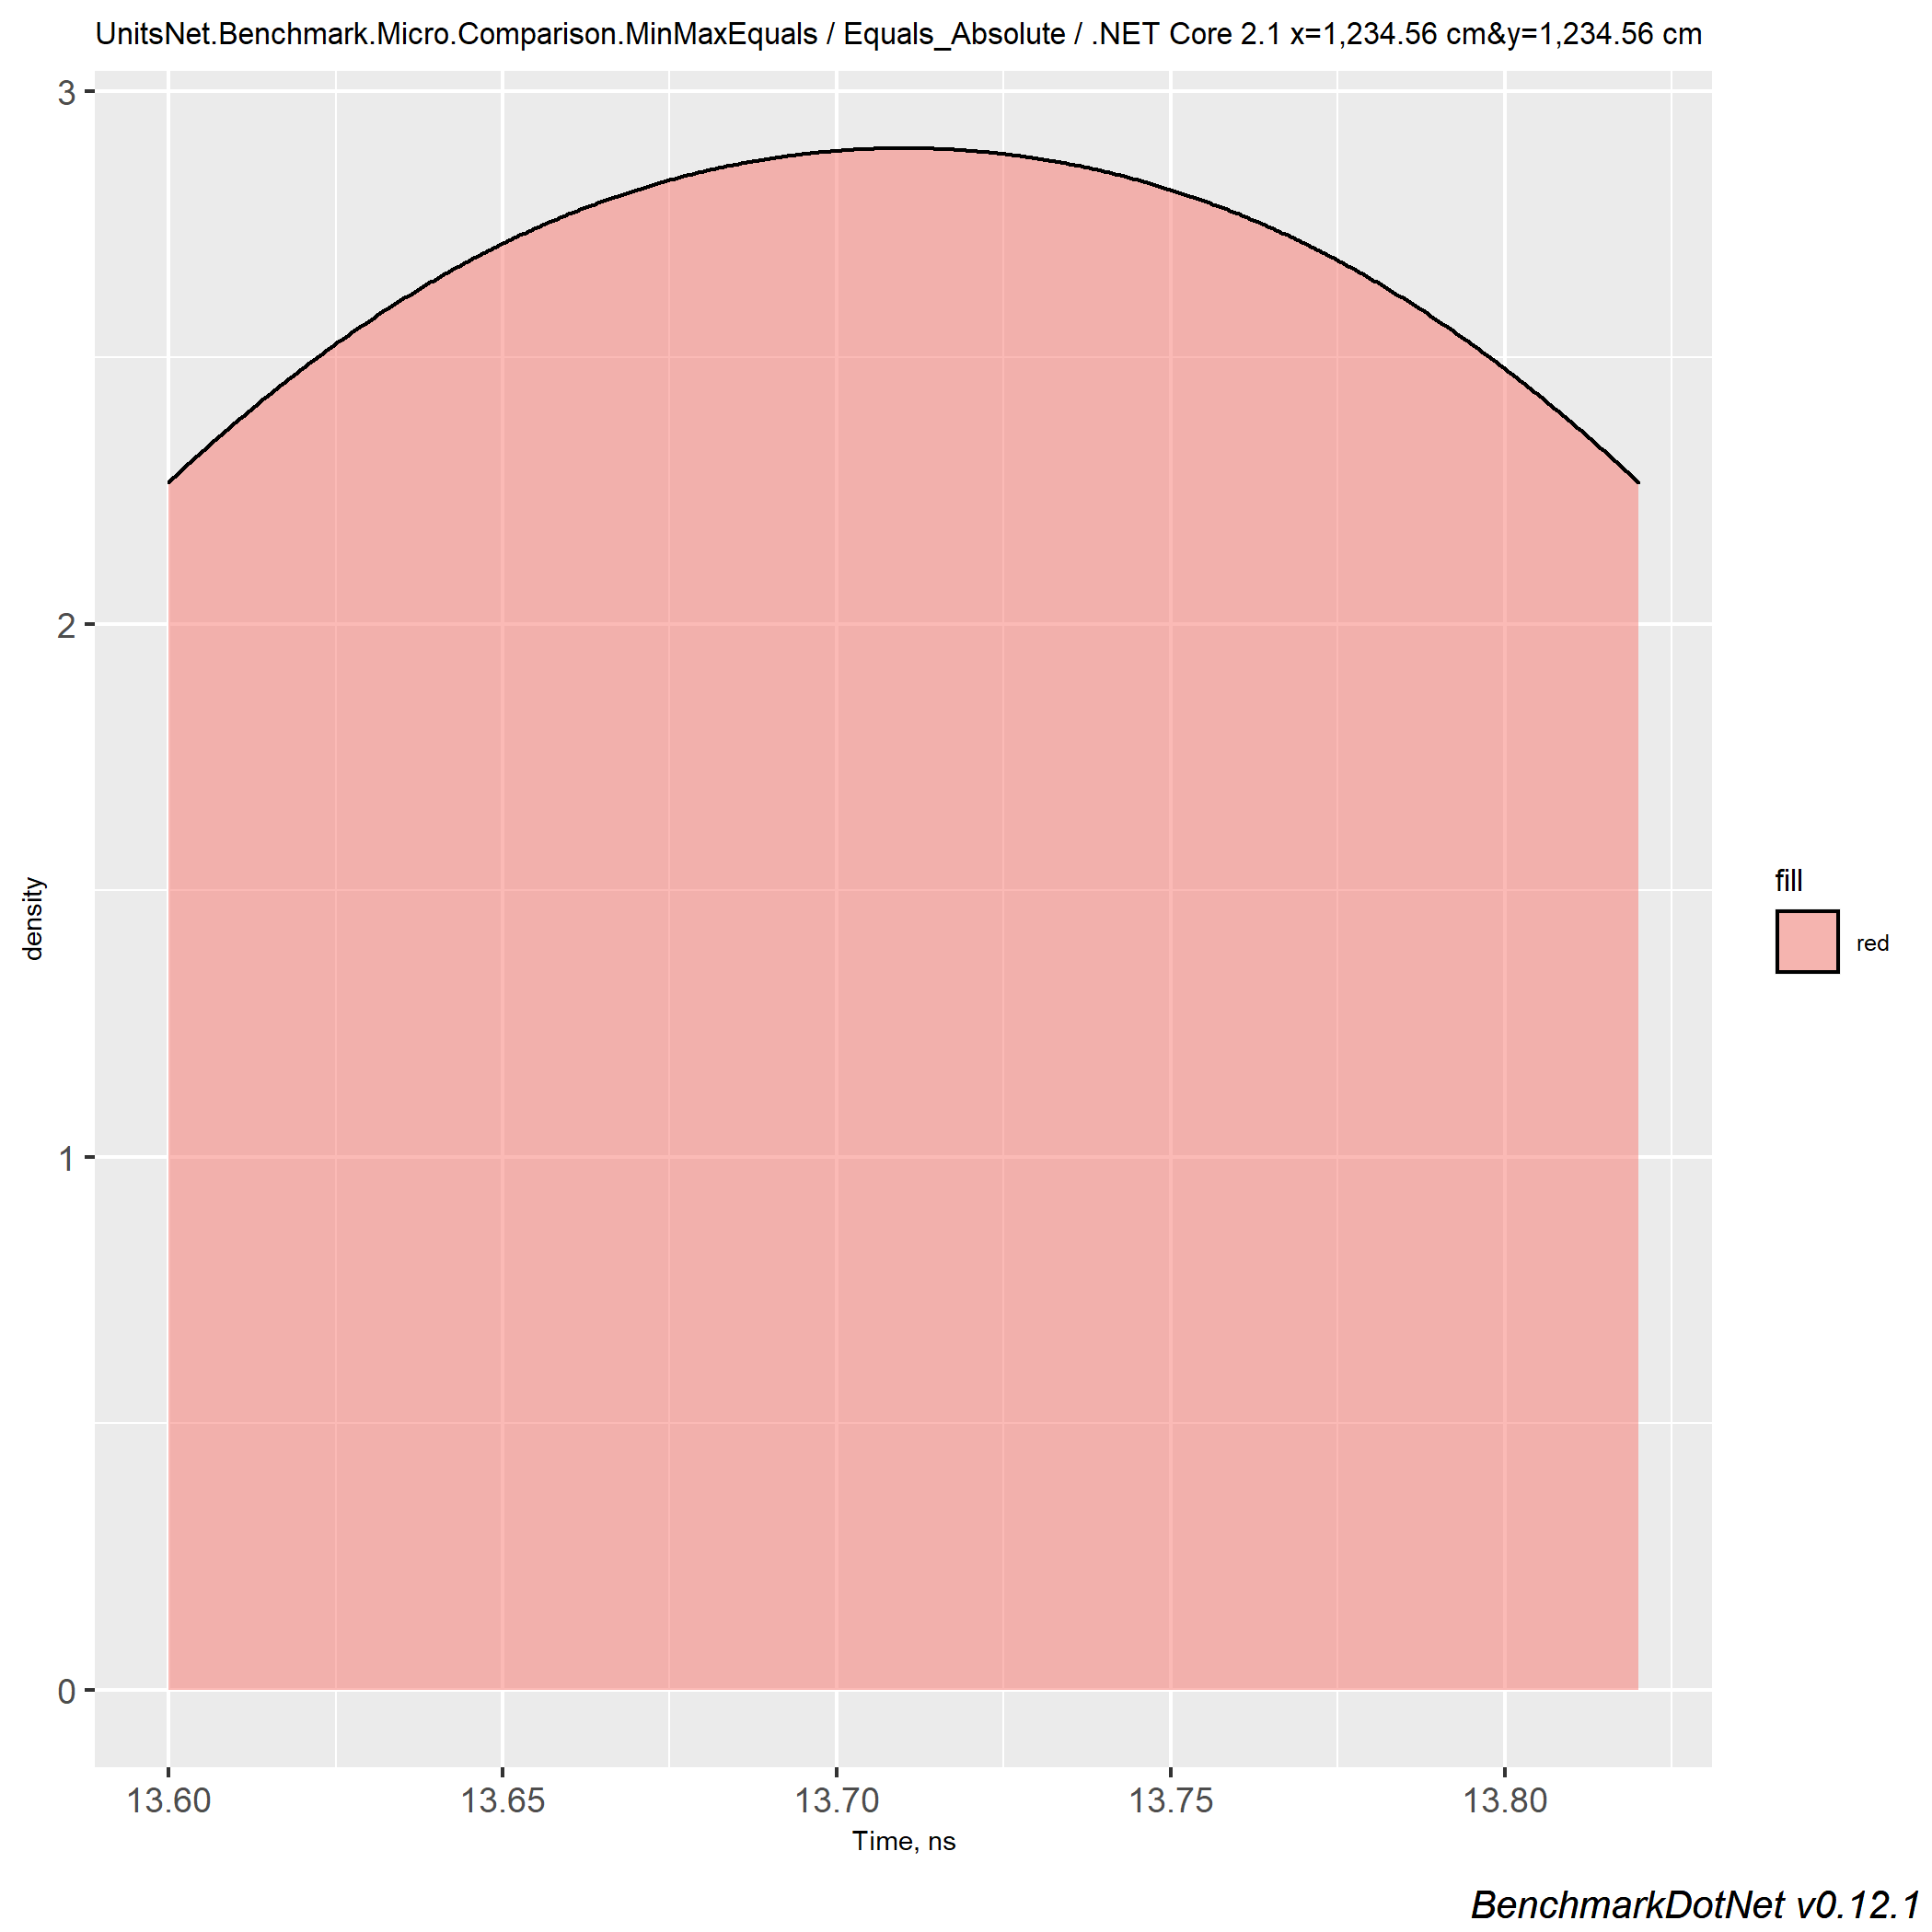 UnitsNet.Benchmark.Micro.Comparison.MinMaxEquals / Equals_Absolute / .NET Core 2.1 x=1,234.56 cm&y=1,234.56 cm
3
2
1
0
density
13.60 13.65 13.70 13.75 13.80
Time, ns
fill
red
BenchmarkDotNet v0.12.1